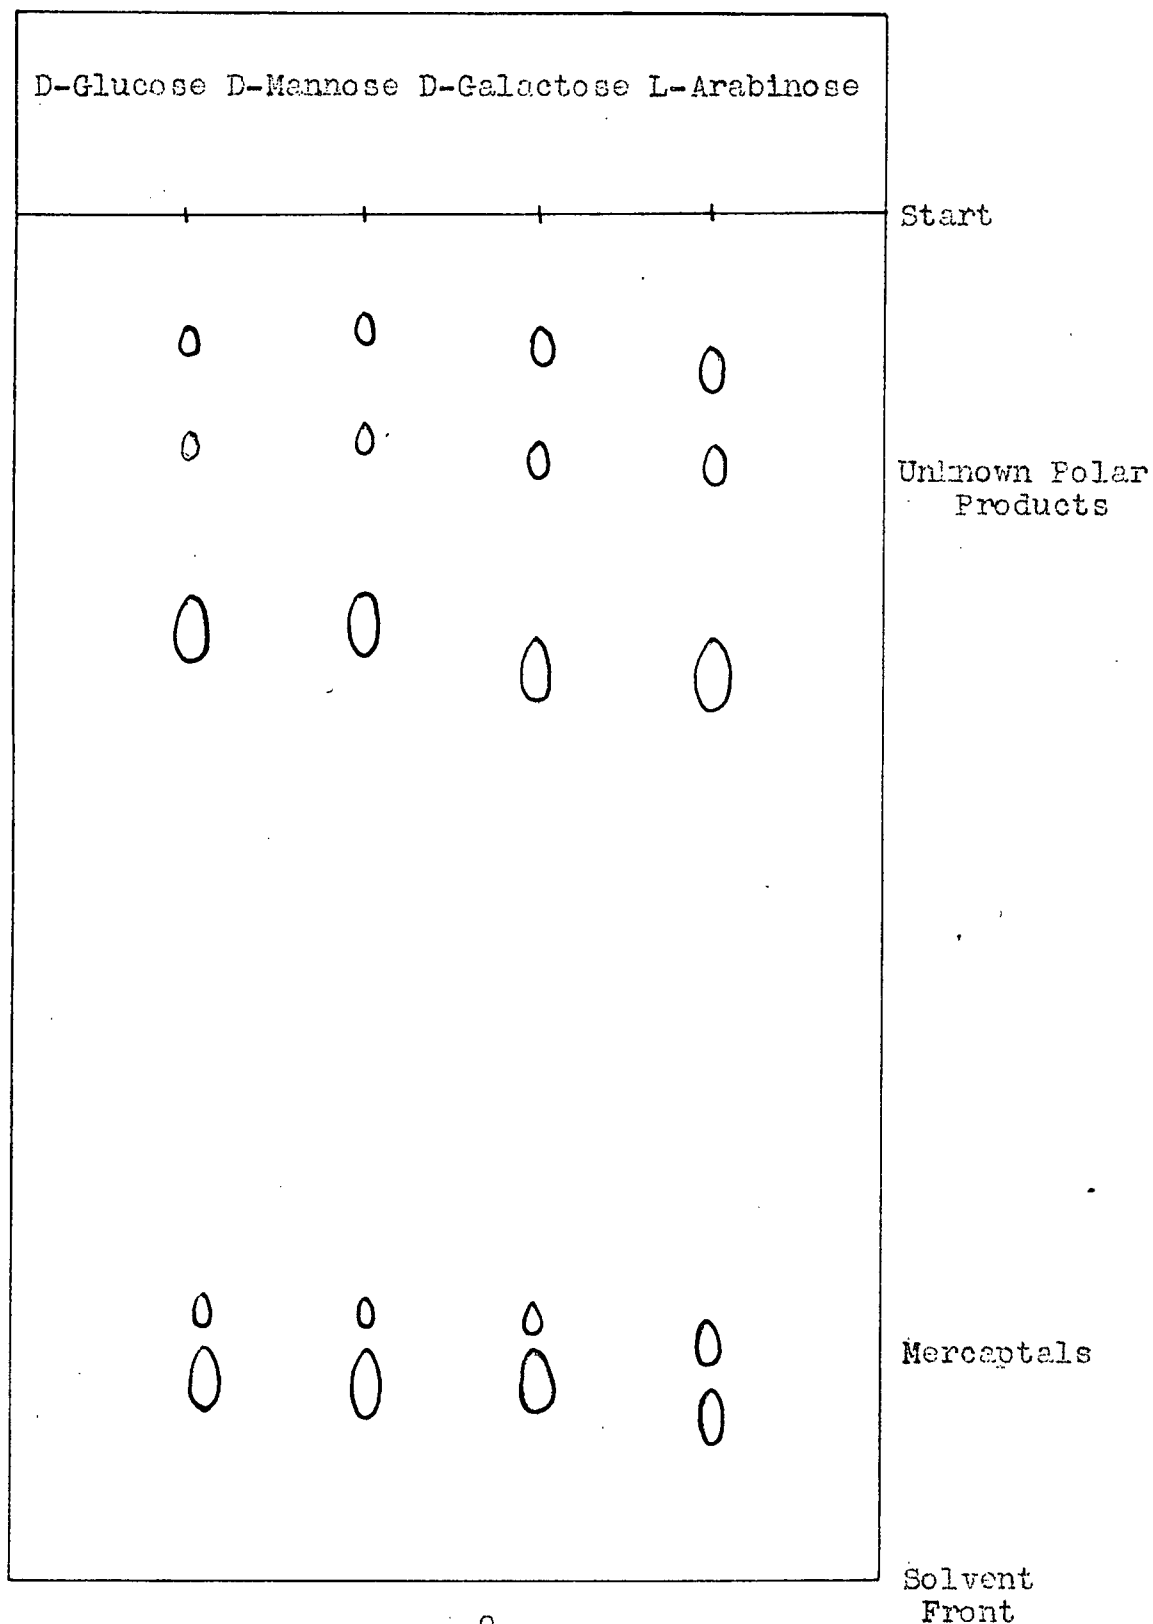 D-Glucose D-Mannose D-Galactose L-Arabinose
Start
Unknown Polar
Products
Mercaptals
Solvent
Front